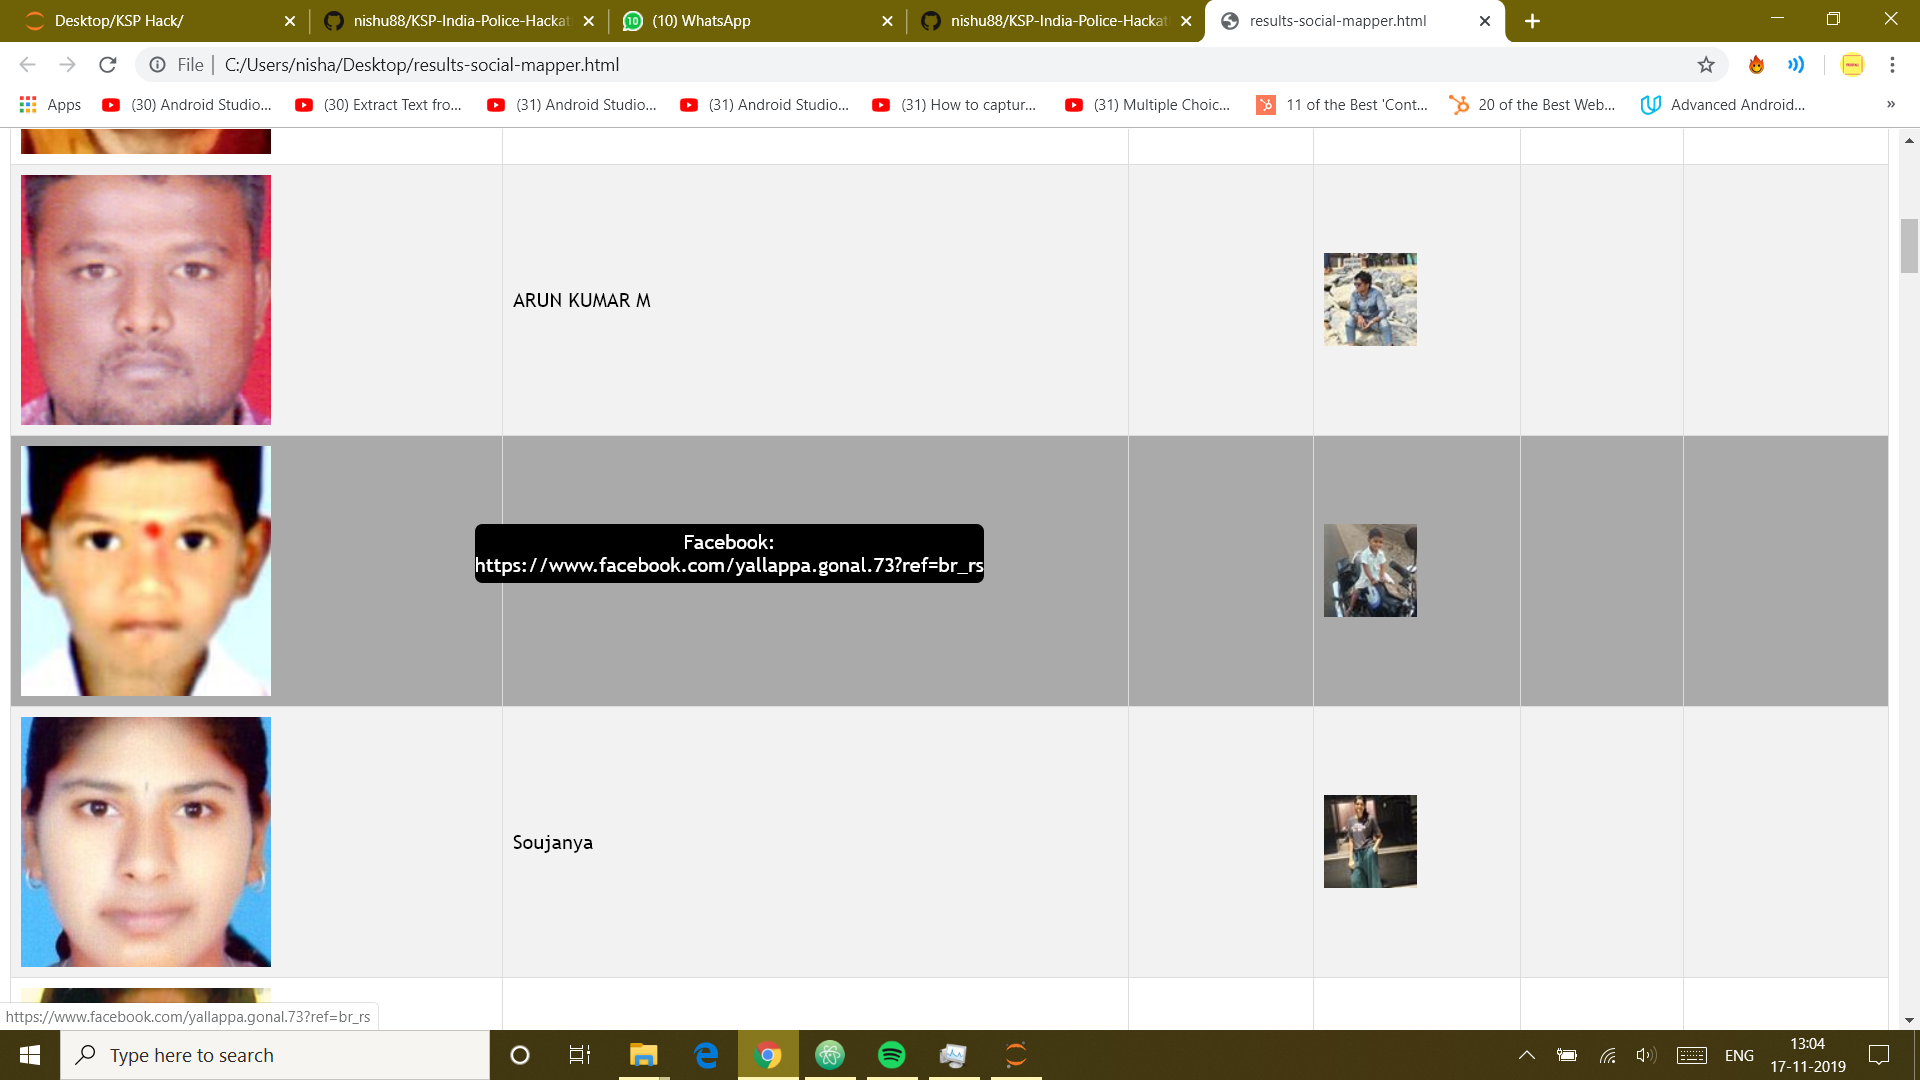 Desktop/KSP Hack/
nishu88/KSP-India-Police-Hackat
(10) WhatsApp
nishu88/KSP-India-Police-Hackat
results-social-mapper.html
File
C:/Users/nisha/Desktop/results-social-mapper.html
Apps
(30) Android Studio...
(30) Extract Text fro...
(31) Android Studio...
(31) Android Studio...
(31) How to captur...
(31) Multiple Choic...
11 of the Best 'Cont...
20 of the Best Web...
Advanced Android...
»
ARUN KUMAR M
Facebook:
https://www.facebook.com/yallappa.gonal.73?ref=br_rs
Soujanya
https://www.facebook.com/yallappa.gonal.73?ref=br_rs
Type here to search
ENG
13:04
17-11-2019